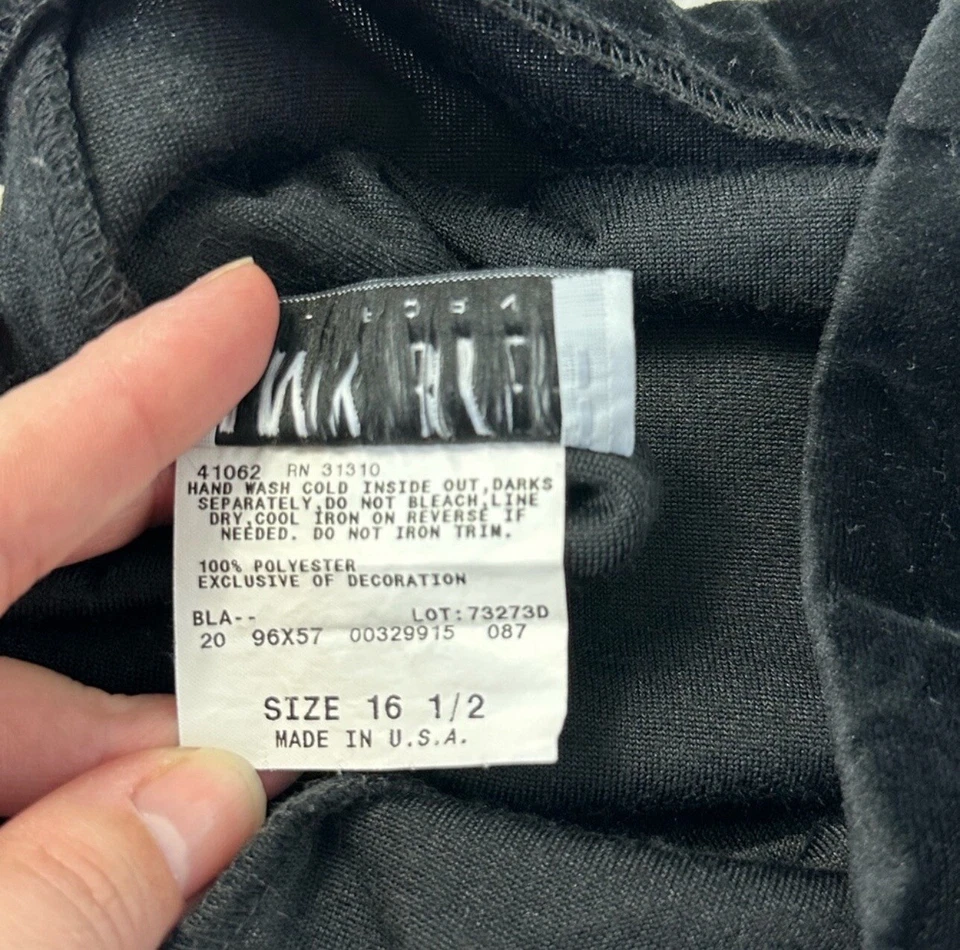 41062 RN 31310
HAND WASH COLD INSIDE OUT,DARKS
SEPARATELY,DO NOT BLEACH,LINE
DRY,COOL IRON ON REVERSE IF
NEEDED. DO NOT IRON TRIM.
100% POLYESTER
EXCLUSIVE OF DECORATION
BLA-- LOT:73273D
20 96X57 00329915 087
SIZE 16 1/2
MADE IN U.S.A.